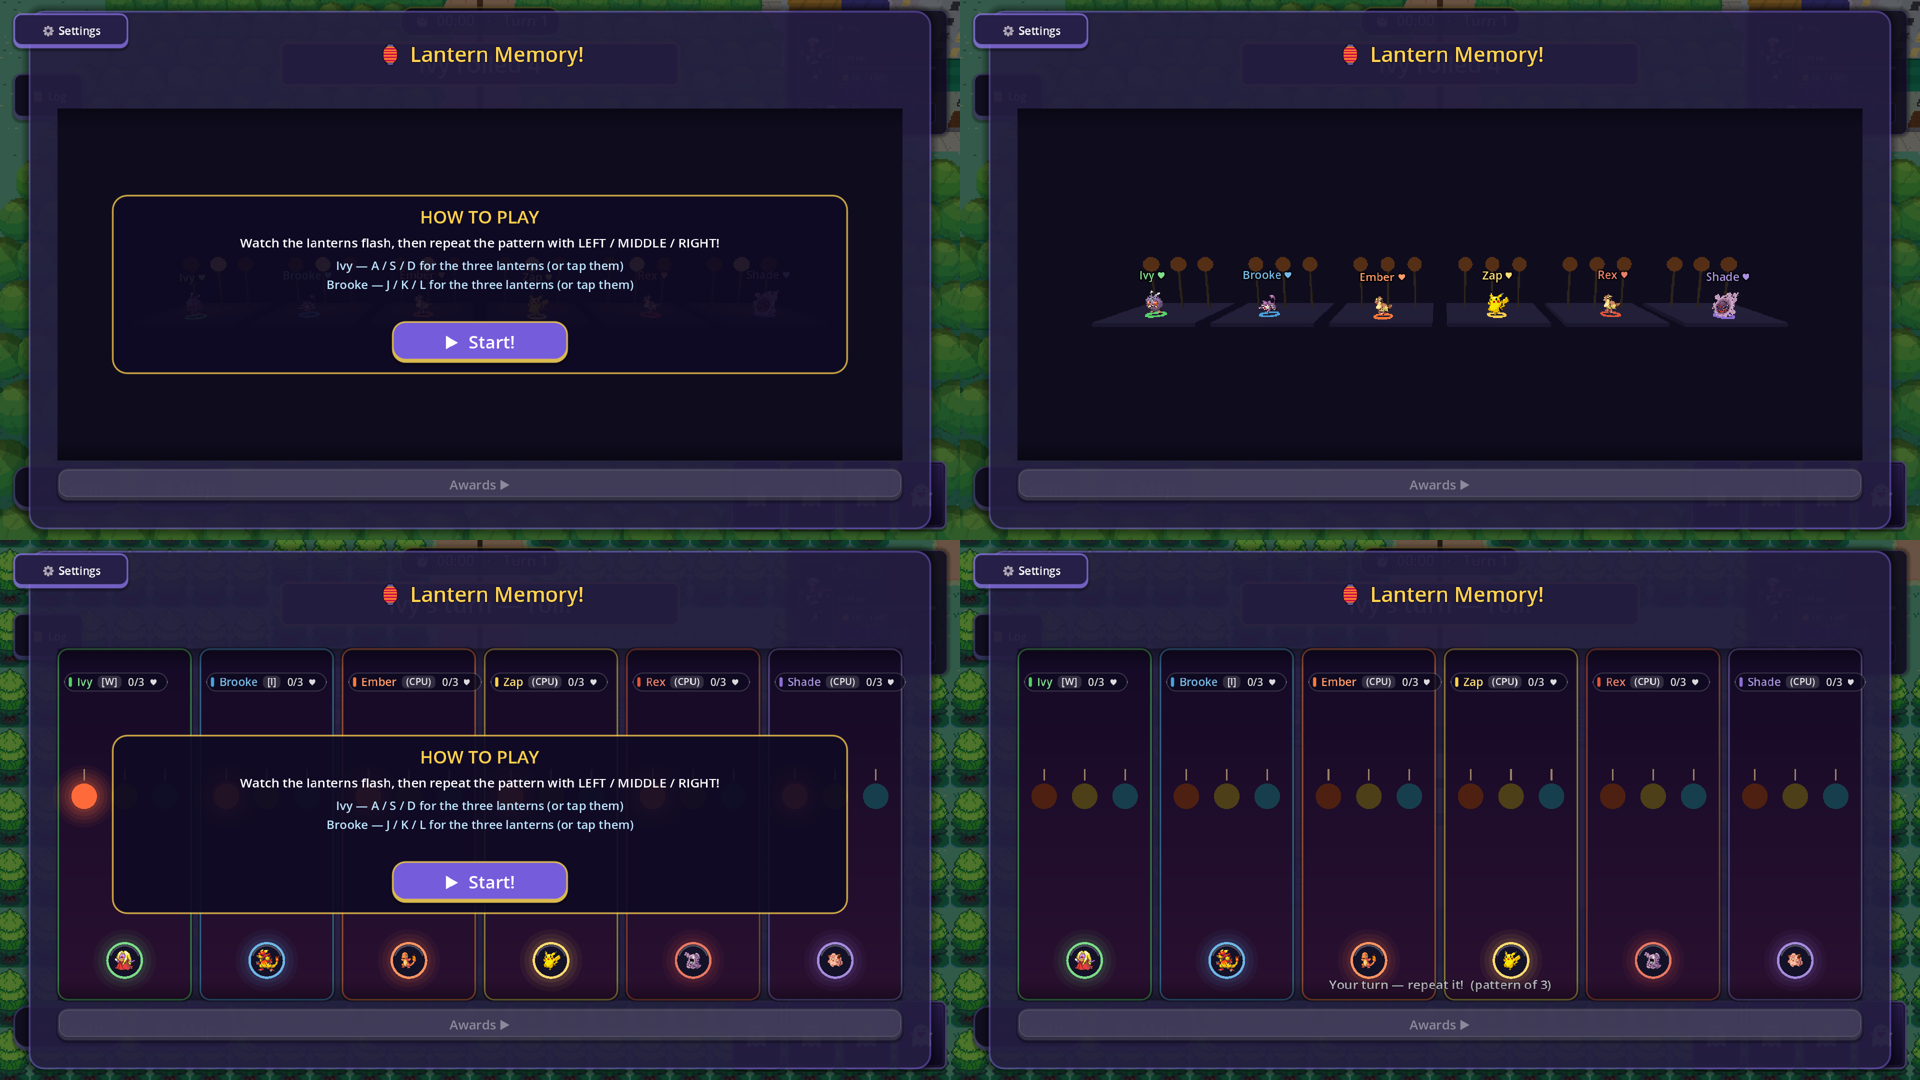 Settings
Lantern Memory!
HOW TO PLAY
Watch the lanterns flash, then repeat the pattern with LEFT / MIDDLE / RIGHT!
Ivy — A / S / D for the three lanterns (or tap them)
Brooke — J / K / L for the three lanterns (or tap them)
▶ Start!
Awards ▶
Settings
Lantern Memory!
Ivy ♥ Brooke ♥ Ember ♥ Zap ♥ Rex ♥ Shade ♥
Awards ▶
Settings
Lantern Memory!
Ivy [W] 0/3 ♥ Brooke [I] 0/3 ♥ Ember (CPU) 0/3 ♥ Zap (CPU) 0/3 ♥ Rex (CPU) 0/3 ♥ Shade (CPU) 0/3 ♥
HOW TO PLAY
Watch the lanterns flash, then repeat the pattern with LEFT / MIDDLE / RIGHT!
Ivy — A / S / D for the three lanterns (or tap them)
Brooke — J / K / L for the three lanterns (or tap them)
▶ Start!
Awards ▶
Settings
Lantern Memory!
Ivy [W] 0/3 ♥ Brooke [I] 0/3 ♥ Ember (CPU) 0/3 ♥ Zap (CPU) 0/3 ♥ Rex (CPU) 0/3 ♥ Shade (CPU) 0/3 ♥
Your turn — repeat it! (pattern of 3)
Awards ▶